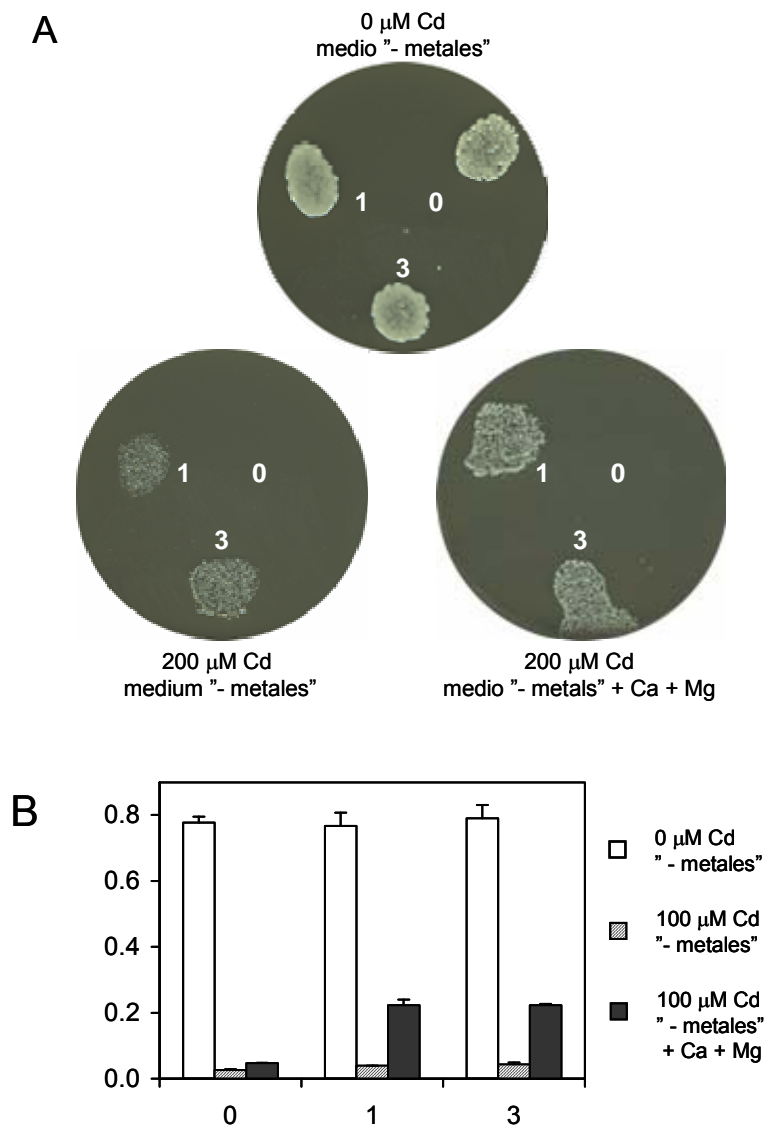 A
0 μM Cd
medio "- metales"
1 0
3
1 0
3
1 0
3
200 μM Cd
medium "- metales"
200 μM Cd
medio "- metals" + Ca + Mg
B
0.8
0.6
0.4
0.2
0.0
0 1 3
0 μM Cd
" - metales"
100 μM Cd
"- metales"
100 μM Cd
" - metales"
+ Ca + Mg